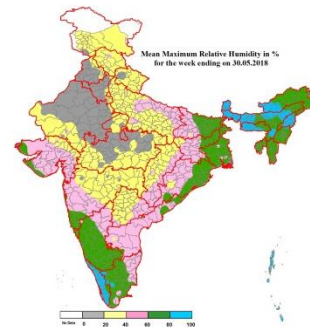 Mean Maximum Relative Humidity in %
for the week ending on 30.05.2018
No Data 0 20 40 60 80 100